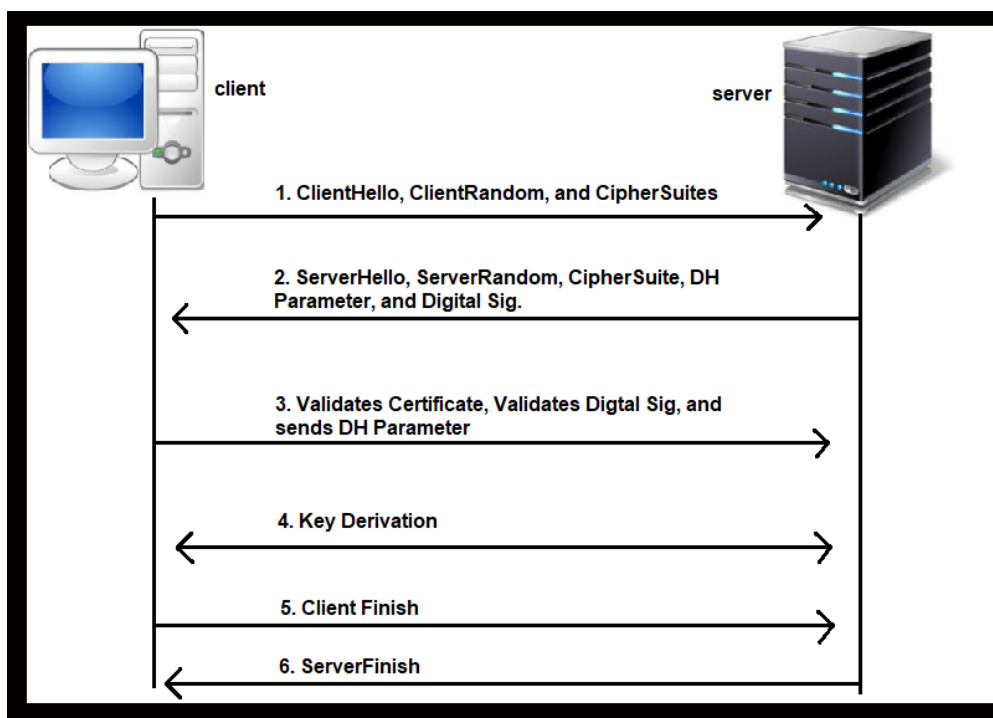 client
server
1. ClientHello, ClientRandom, and CipherSuites
2. ServerHello, ServerRandom, CipherSuite, DH
Parameter, and Digital Sig.
3. Validates Certificate, Validates Digtal Sig, and
sends DH Parameter
4. Key Derivation
5. Client Finish
6. ServerFinish